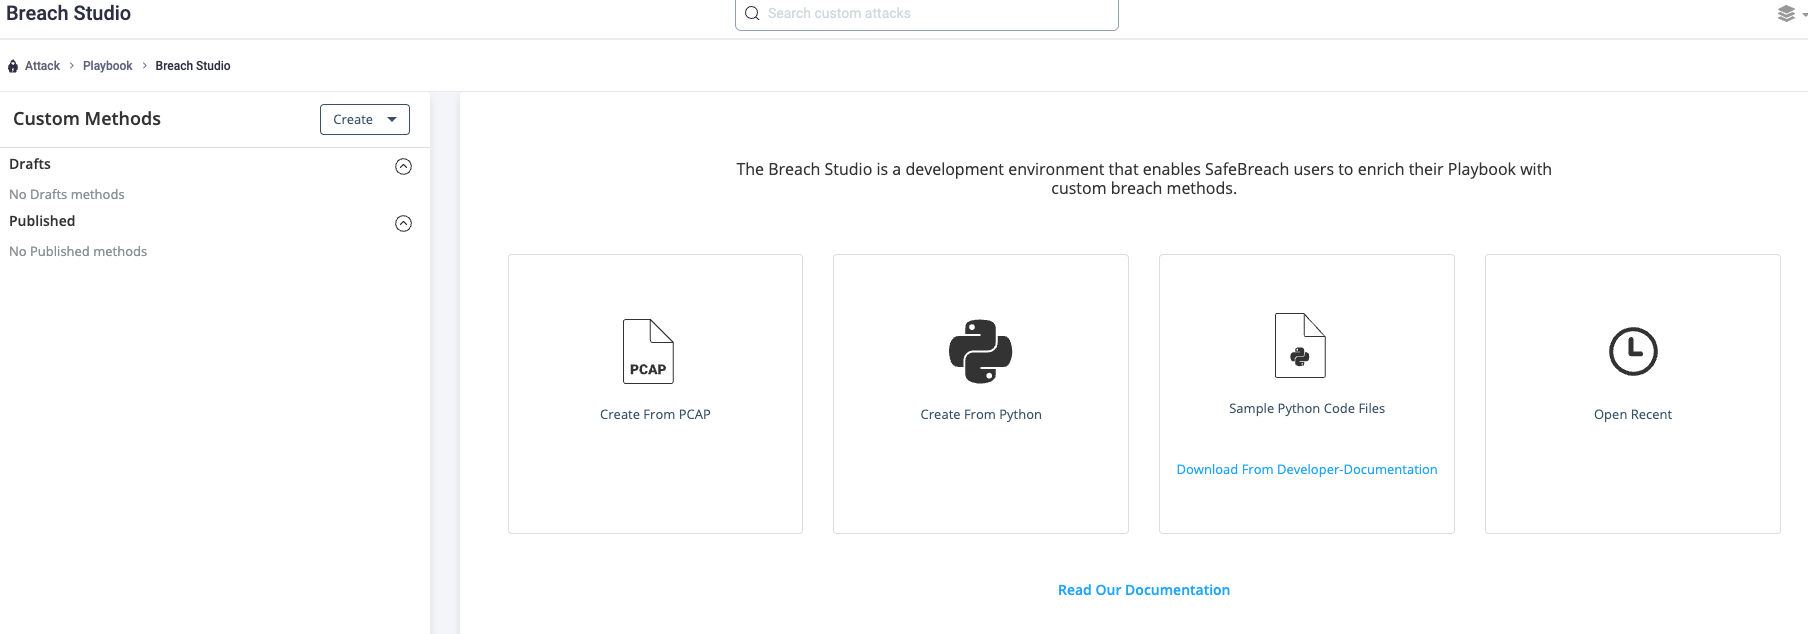 Breach Studio
Search custom attacks
Attack > Playbook > Breach Studio
Custom Methods
Create
Drafts
No Drafts methods
Published
No Published methods
The Breach Studio is a development environment that enables SafeBreach users to enrich their Playbook with
custom breach methods.
PCAP
Create From PCAP
Create From Python
Sample Python Code Files
Download From Developer-Documentation
Open Recent
Read Our Documentation